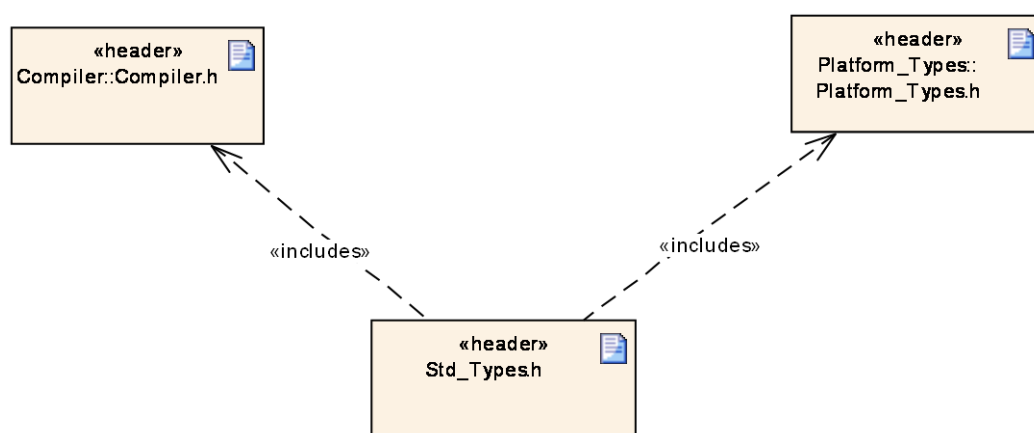 «header»
Compiler::Compiler.h
«header»
Platform_Types::
Platform_Types.h
«includes»
«includes»
«header»
Std_Types.h